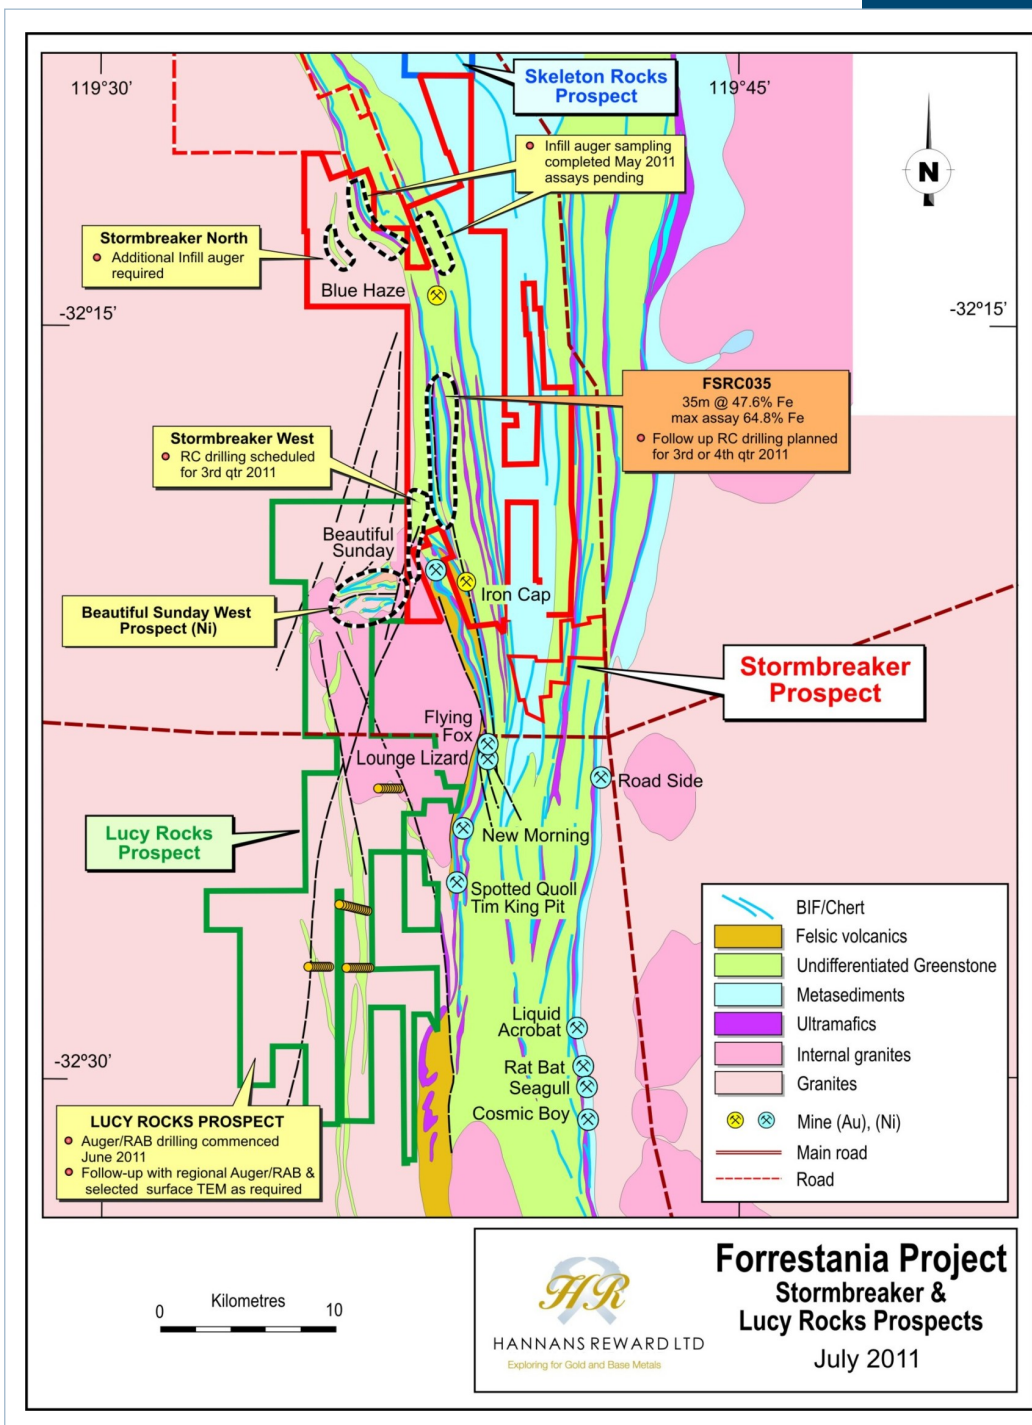 Skeleton Rocks
Prospect
119°30’
119°45’
Infill auger sampling
completed May 2011
assays pending
N
Stormbreaker North
Additional Infill auger
required
Blue Haze
-32º15’
-32º15’
FSRC035
35m @ 47.6% Fe
max assay 64.8% Fe
Follow up RC drilling planned
for 3rd or 4th qtr 2011
Stormbreaker West
RC drilling scheduled
for 3rd qtr 2011
Beautiful
Sunday
Iron Cap
Beautiful Sunday West
Prospect (Ni)
Stormbreaker
Prospect
Flying
Fox
Lounge Lizard
Road Side
New Morning
Lucy Rocks
Prospect
Spotted Quoll
Tim King Pit
BIF/Chert
Felsic volcanics
Undifferentiated Greenstone
Metasediments
Ultramafics
Internal granites
Granites
Mine (Au), (Ni)
Main road
Road
Liquid
Acrobat
-32º30’
Rat Bat
Seagull
Cosmic Boy
LUCY ROCKS PROSPECT
Auger/RAB drilling commenced
June 2011
Follow-up with regional Auger/RAB &
selected surface TEM as required
Kilometres
0 10
HR
HANNANS REWARD LTD
Exploring for Gold and Base Metals
Forrestania Project
Stormbreaker &
Lucy Rocks Prospects
July 2011